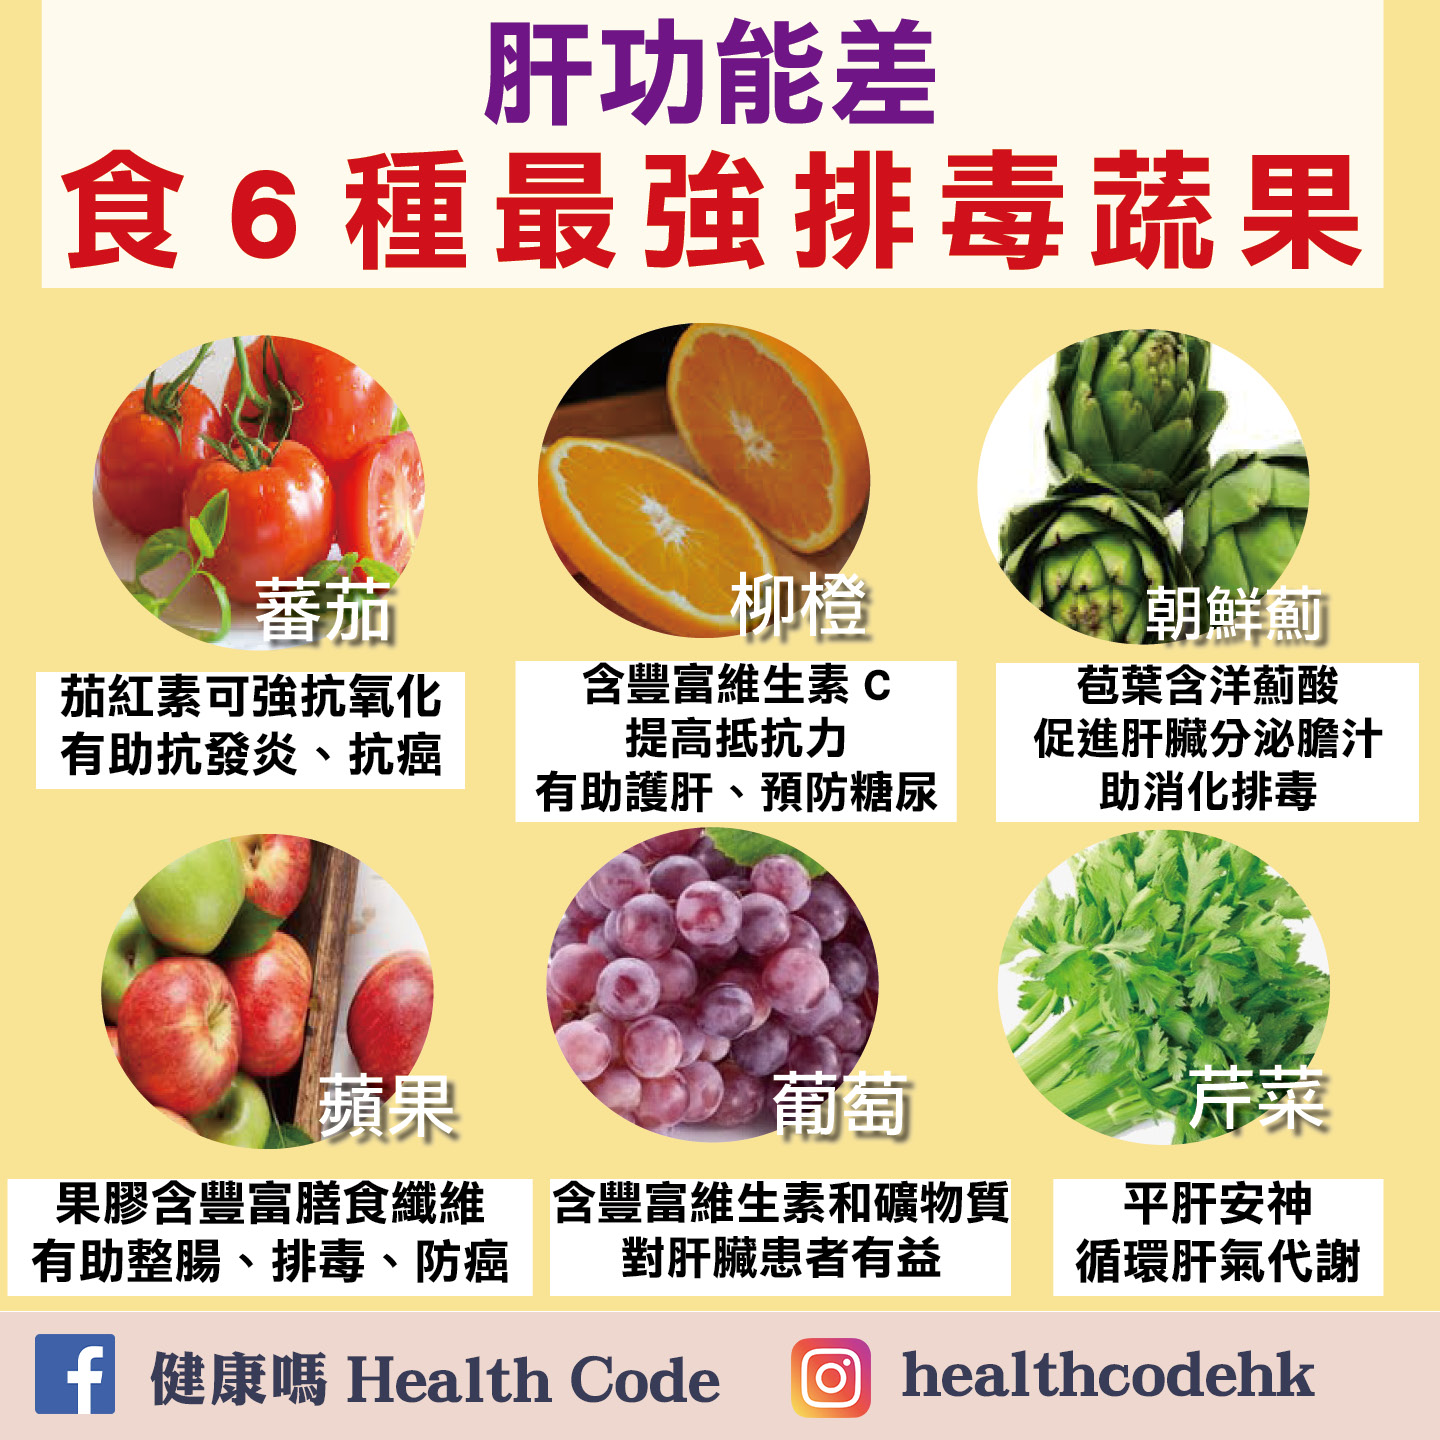 肝功能差
食6種最強排毒蔬果
蕃茄
茄紅素可強抗氧化
有助抗發炎、抗癌
柳橙
含豐富維生素C
提高抵抗力
有助護肝、預防糖尿
朝鮮薊
苞葉含洋薊酸
促進肝臟分泌膽汁
助消化排毒
蘋果
果膠含豐富膳食纖維
有助整腸、排毒、防癌
葡萄
含豐富維生素和礦物質
對肝臟患者有益
芹菜
平肝安神
循環肝氣代謝
健康嗎 Health Code
healthcodehk